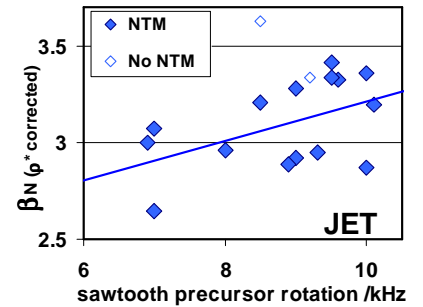 NTM
No NTM
3.5
3
2.5
βN (ρ* corrected)
JET
6
8
10
sawtooth precursor rotation /kHz